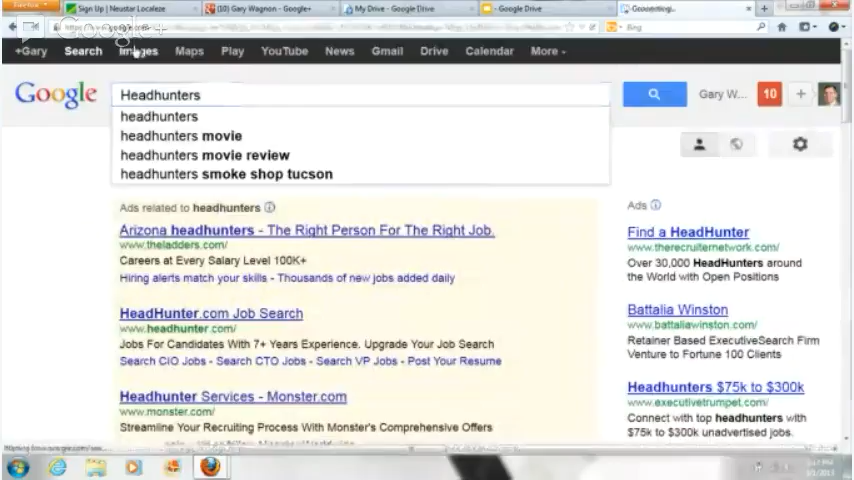 Sign Up | Neustar Localeze
(10) Gary Wagnon - Google+
My Drive - Google Drive
- Google Drive
Connecting...
Google+
Bing
+Gary Search Images Maps Play YouTube News Gmail Drive Calendar More
Google
Headhunters
Gary W... 10 +
headhunters
headhunters movie
headhunters movie review
headhunters smoke shop tucson
Ads related to headhunters
Arizona headhunters - The Right Person For The Right Job.
www.theladders.com/
Careers at Every Salary Level 100K+
Hiring alerts match your skills - Thousands of new jobs added daily
HeadHunter.com Job Search
www.headhunter.com/
Jobs For Candidates With 7+ Years Experience. Upgrade Your Job Search
Search CIO Jobs - Search CTO Jobs - Search VP Jobs - Post Your Resume
Headhunter Services - Monster.com
www.monster.com/
Streamline Your Recruiting Process With Monster's Comprehensive Offers
Ads
Find a HeadHunter
www.therecruiternetwork.com/
Over 30,000 HeadHunters around
the World with Open Positions
Battalia Winston
www.battaliawinston.com/
Retainer Based ExecutiveSearch Firm
Venture to Fortune 100 Clients
Headhunters $75k to $300k
www.executivetrumpet.com/
Connect with top headhunters with
$75k to $300k unadvertised jobs.